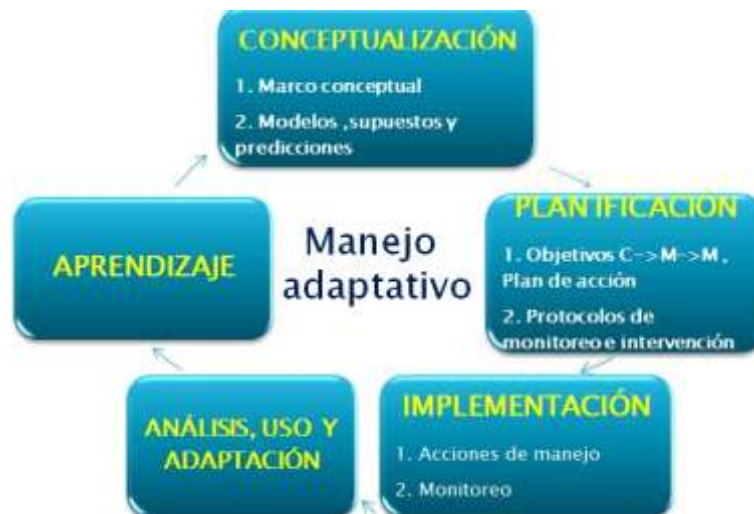 CONCEPTUALIZACIÓN
1. Marco conceptual
2. Modelos ,supuestos y
predicciones
PLANIFICACIÓN
1. Objetivos C->M->M ,
Plan de acción
2. Protocolos de
monitoreo e intervención
Manejo
adaptativo
APRENDIZAJE
IMPLEMENTACIÓN
1. Acciones de manejo
2. Monitoreo
ANÁLISIS, USO Y
ADAPTACIÓN